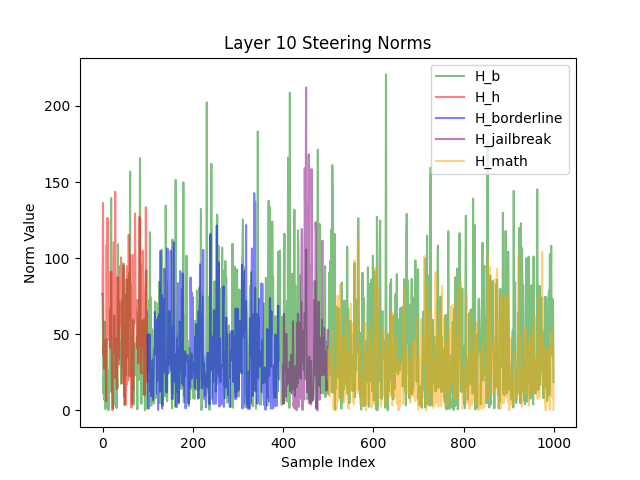 Layer 10 Steering Norms
Norm Value
200
150
100
50
0
H_b
H_h
H_borderline
H_jailbreak
H_math
0 200 400 600 800 1000
Sample Index